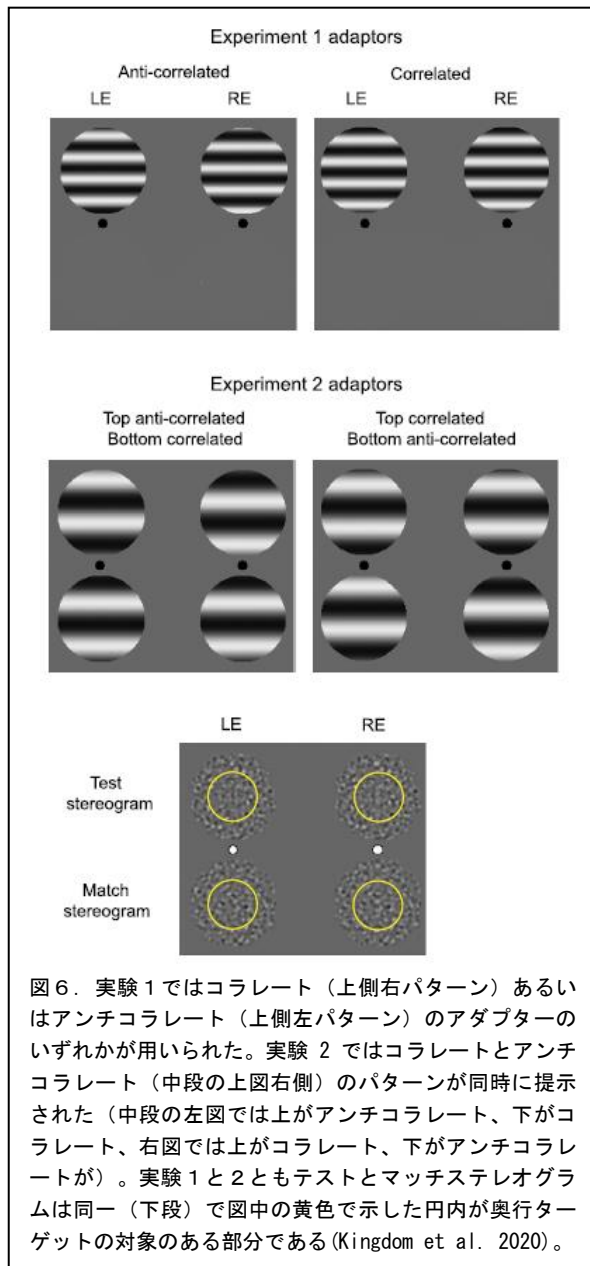 Experiment 1 adaptors
Anti-correlated Correlated
LE RE LE RE
Experiment 2 adaptors
Top anti-correlated Top correlated
Bottom correlated Bottom anti-correlated
LE RE
Test
stereogram
Match
stereogram
図６．実験１ではコラレート（上側右パターン）あるい
はアンチコラレート（上側左パターン）のアダプターの
いずれかが用いられた。実験 2 ではコラレートとアンチ
コラレート（中段の上図右側）のパターンが同時に提示
された（中段の左図では上がアンチコラレート、下がコ
ラレート、右図では上がコラレート、下がアンチコラレ
ートが）。実験１と２ともテストとマッチステレオグラ
ムは同一（下段）で図中の黄色で示した円内が奥行ター
ゲットの対象のある部分である(Kingdom et al. 2020)。